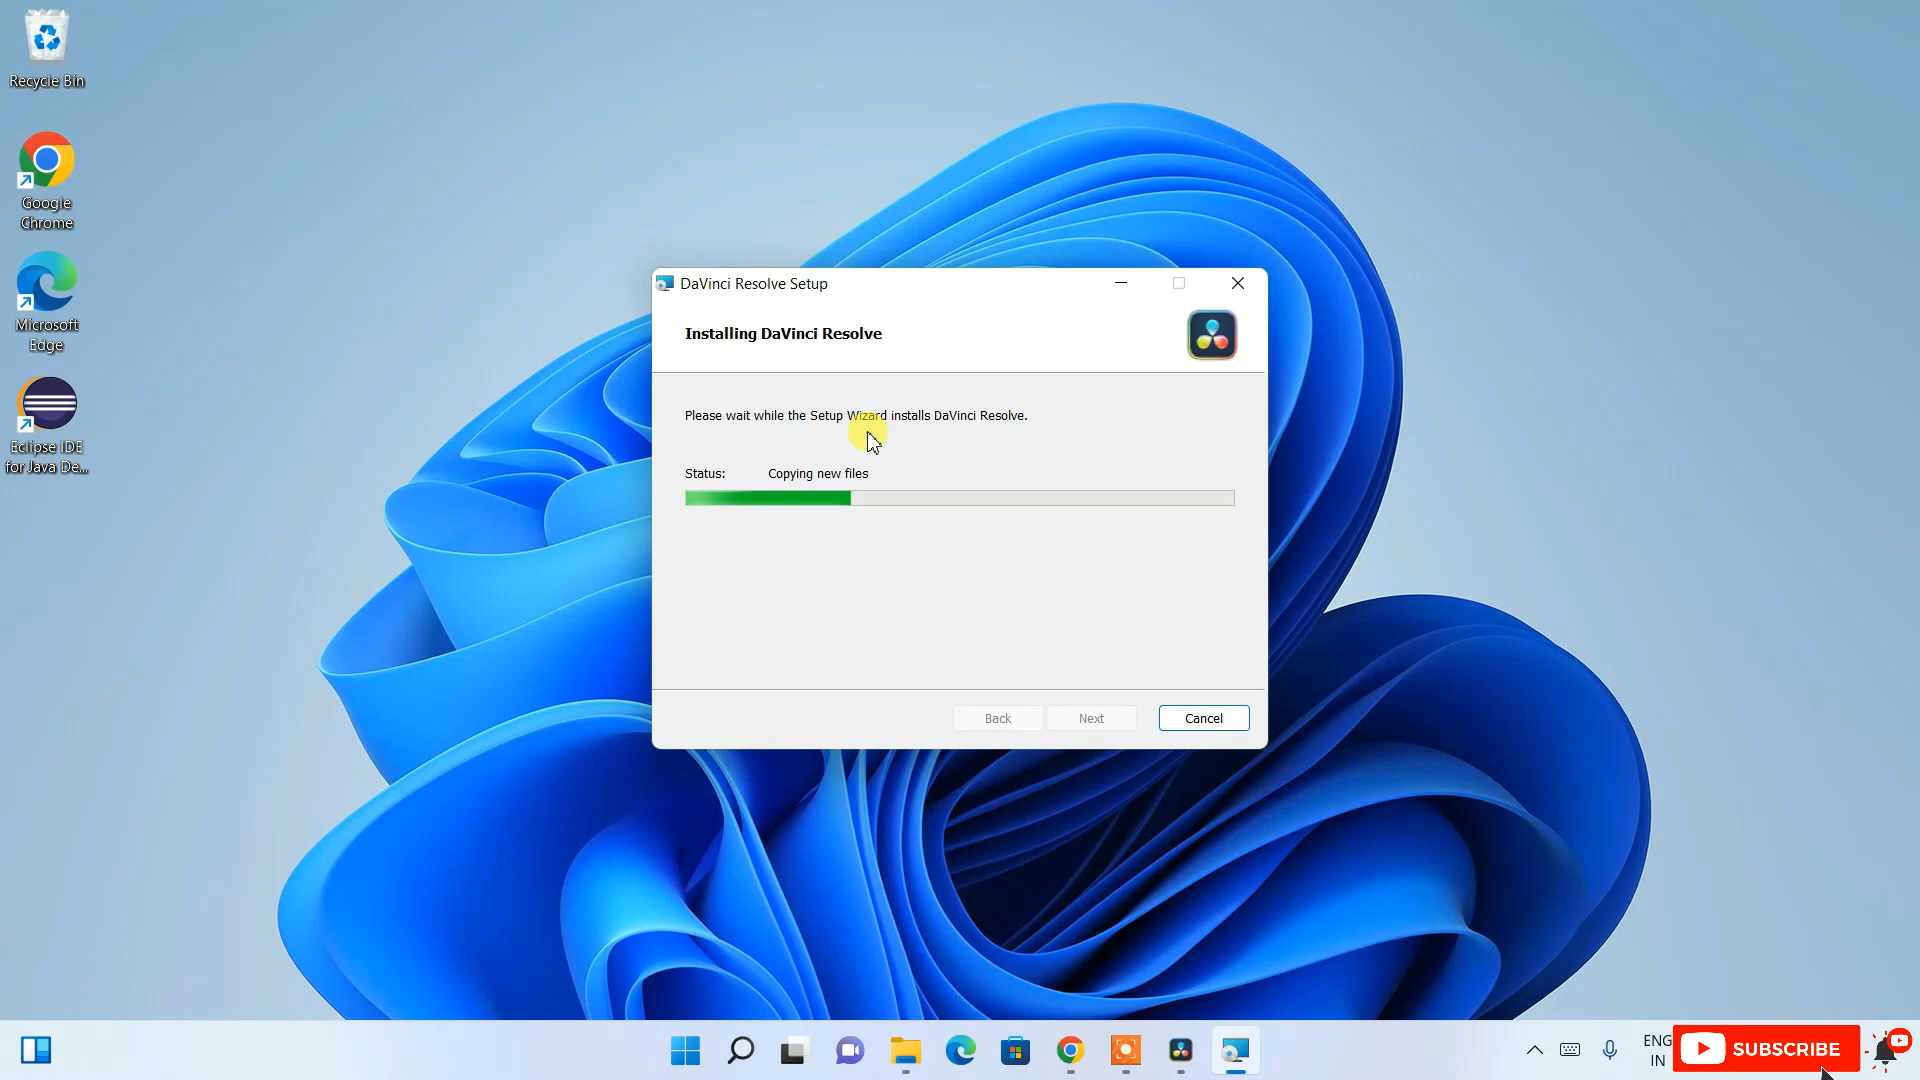 Recycle Bin
Google
Chrome
Microsoft
Edge
Eclipse IDE
for Java De...
DaVinci Resolve Setup
Installing DaVinci Resolve
Please wait while the Setup Wizard installs DaVinci Resolve.
Status: Copying new files
Back Next Cancel
ENG
IN
SUBSCRIBE